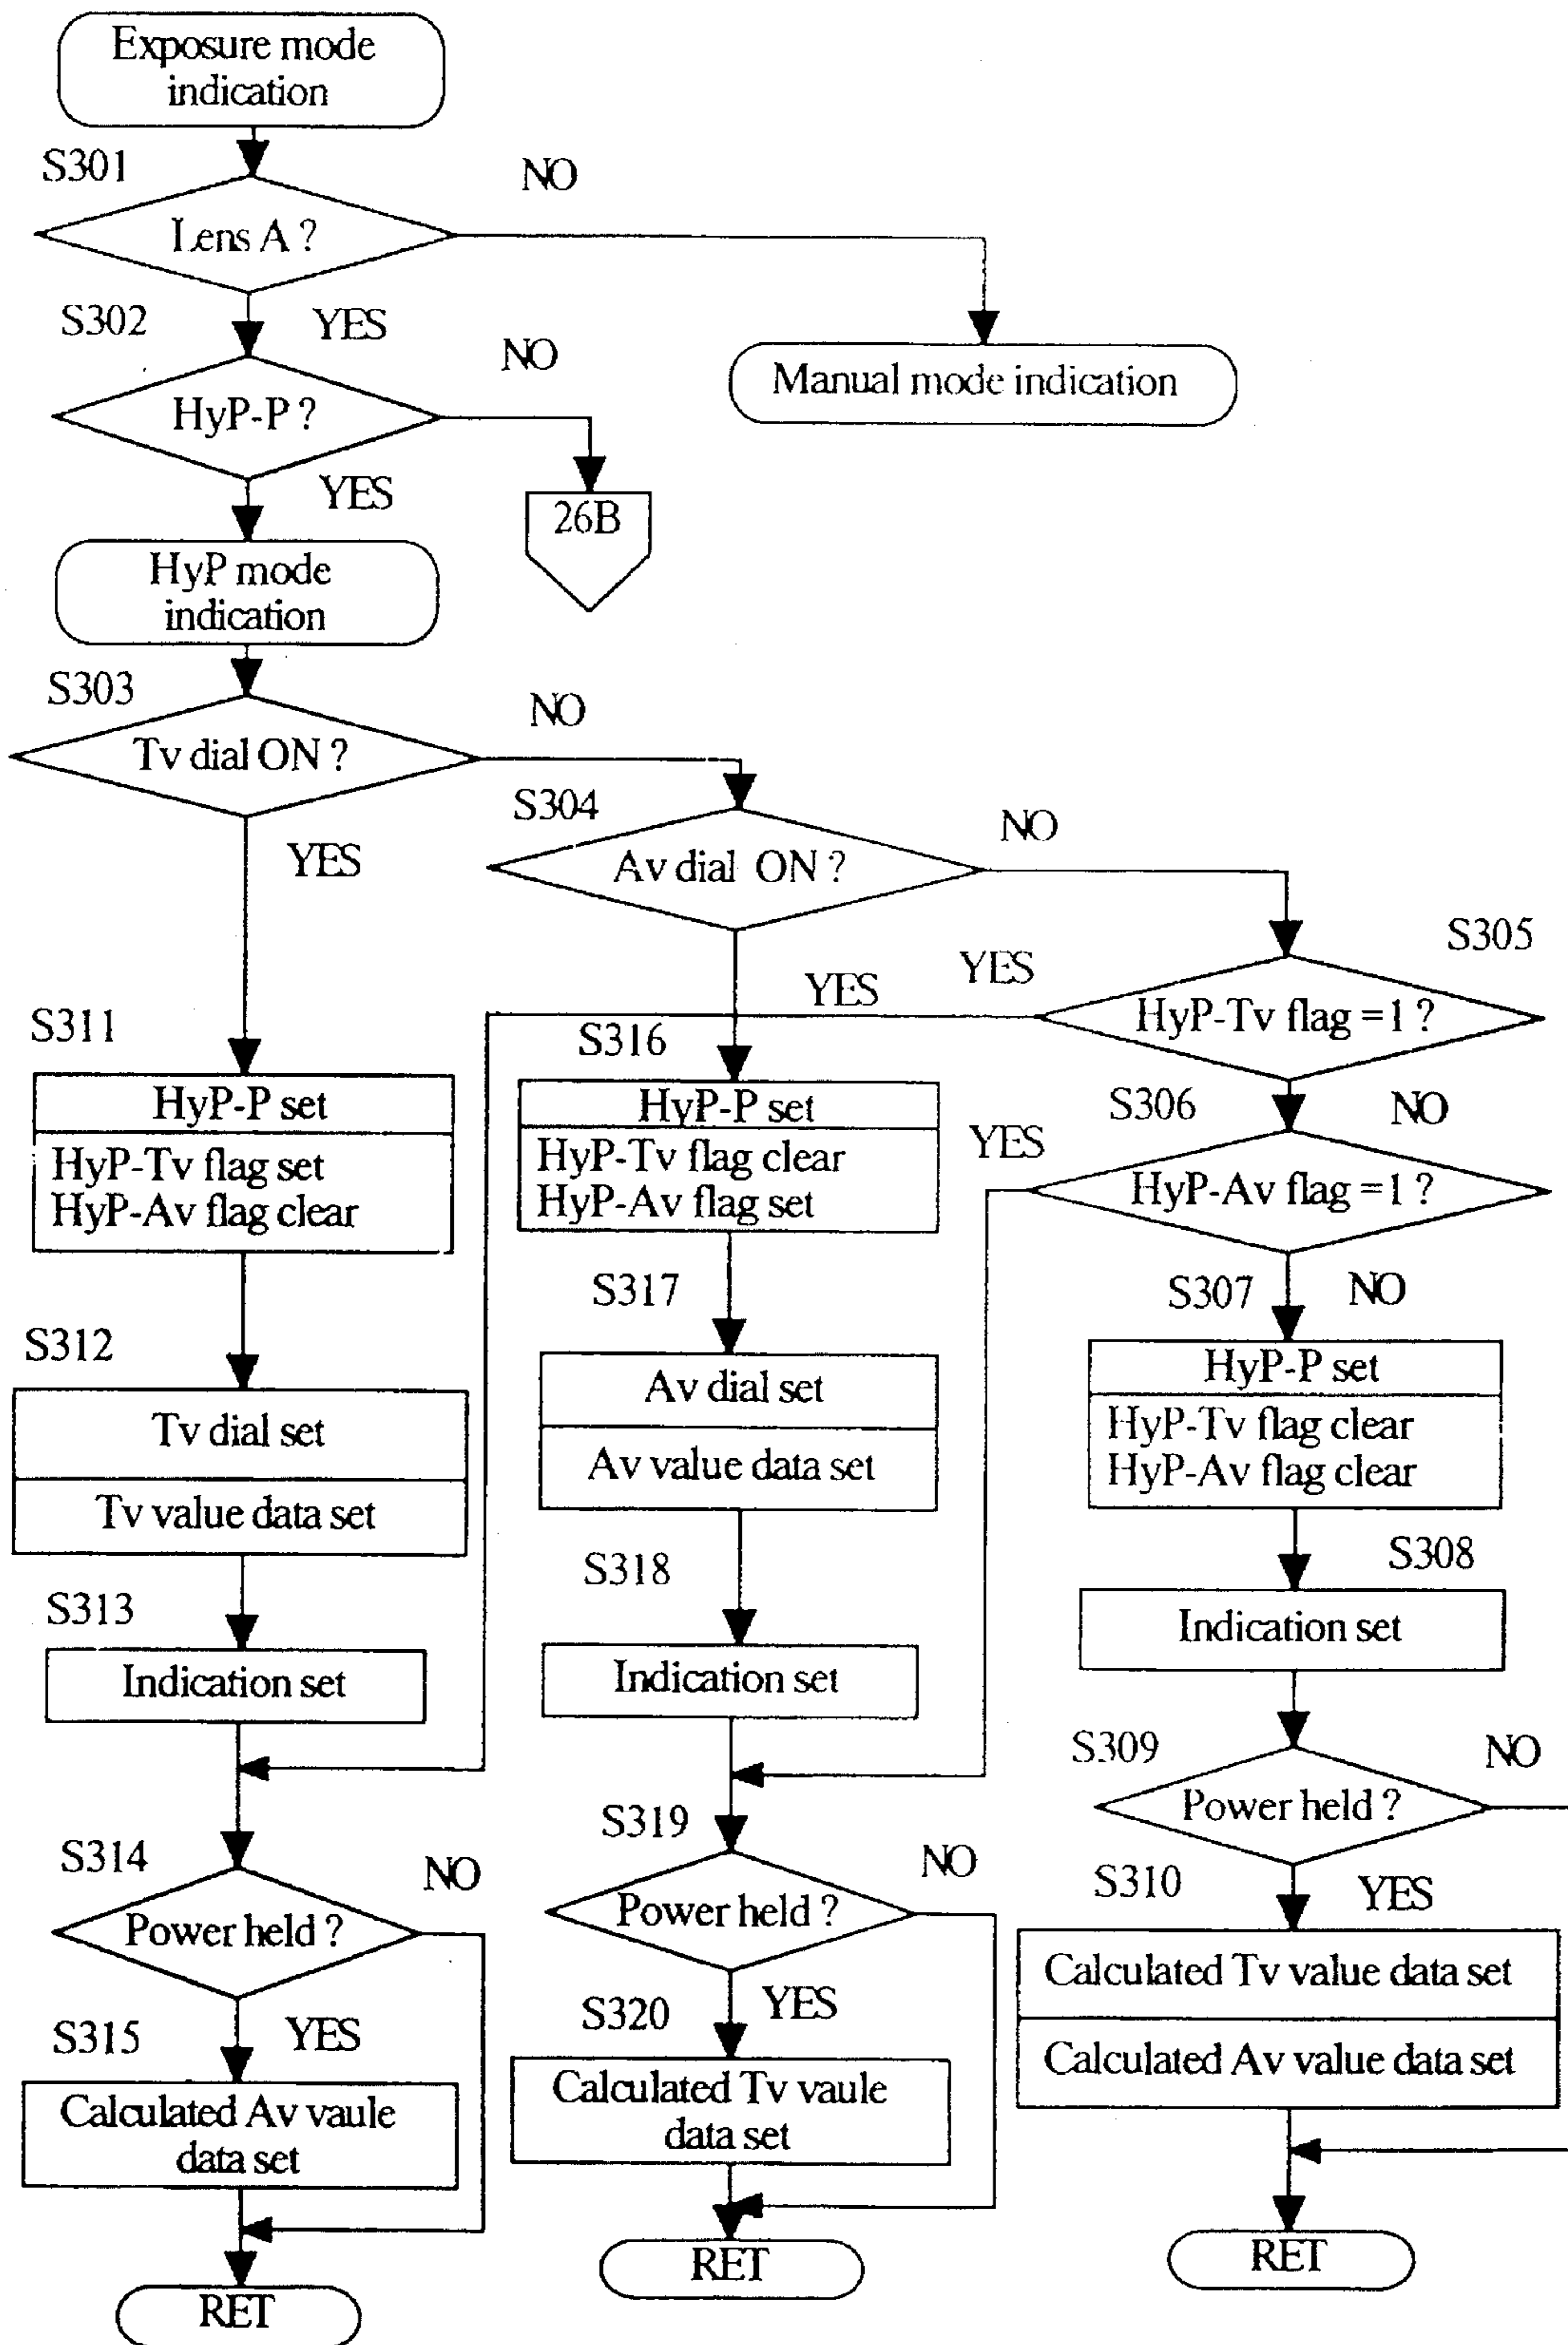 Exposure mode
indication
S301
NO
Lens A ?
S302
YES
NO
Manual mode indication
HyP-P ?
YES
26B
HyP mode
indication
S303
NO
Tv dial ON ?
S304
NO
YES
Av dial ON ?
S305
YES
YES
HyP-Tv flag = 1 ?
S311
S316
HyP-P set
HyP-Tv flag set
HyP-Av flag clear
HyP-P set
HyP-Tv flag clear
HyP-Av flag set
S306
NO
YES
HyP-Av flag = 1 ?
S317
S307
NO
S312
Tv dial set
Tv value data set
Av dial set
Av value data set
HyP-P set
HyP-Tv flag clear
HyP-Av flag clear
S318
S308
S313
Indication set
Indication set
Indication set
S309
NO
S319
Power held ?
S314
NO
NO
S310
YES
Power held ?
Power held ?
Calculated Tv value data set
Calculated Av value data set
S315
YES
S320
YES
Calculated Av vaule
data set
Calculated Tv vaule
data set
RET
RET
RET